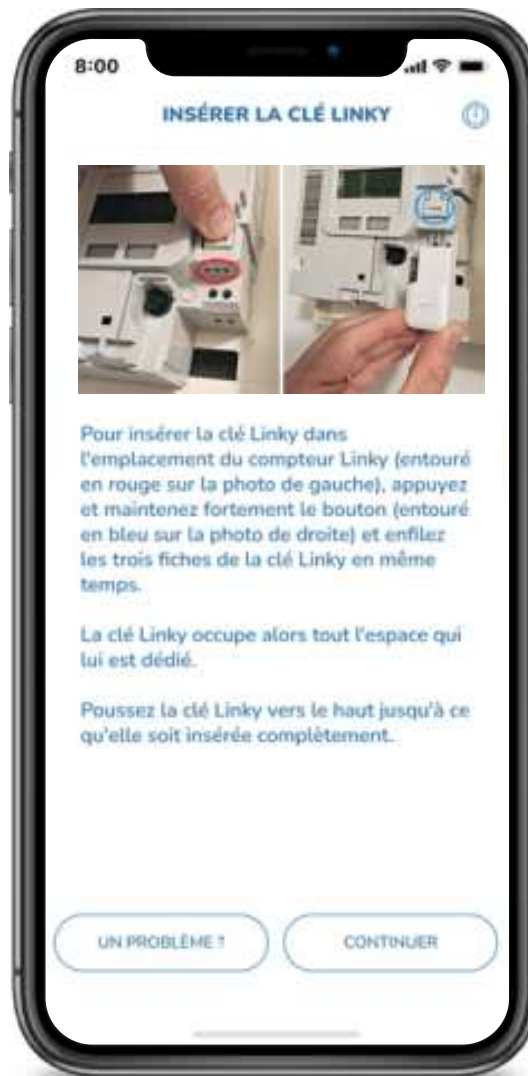 8:00
INSÉRER LA CLÉ LINKY
Pour insérer la clé Linky dans
l'emplacement du compteur Linky (entouré
en rouge sur la photo de gauche), appuyez
et maintenez fortement le bouton (entouré
en bleu sur la photo de droite) et enfilez
les trois fiches de la clé Linky en même
temps.
La clé Linky occupe alors tout l'espace qui
lui est dédié.
Poussez la clé Linky vers le haut jusqu'à ce
qu'elle soit insérée complètement.
UN PROBLÈME ?
CONTINUER